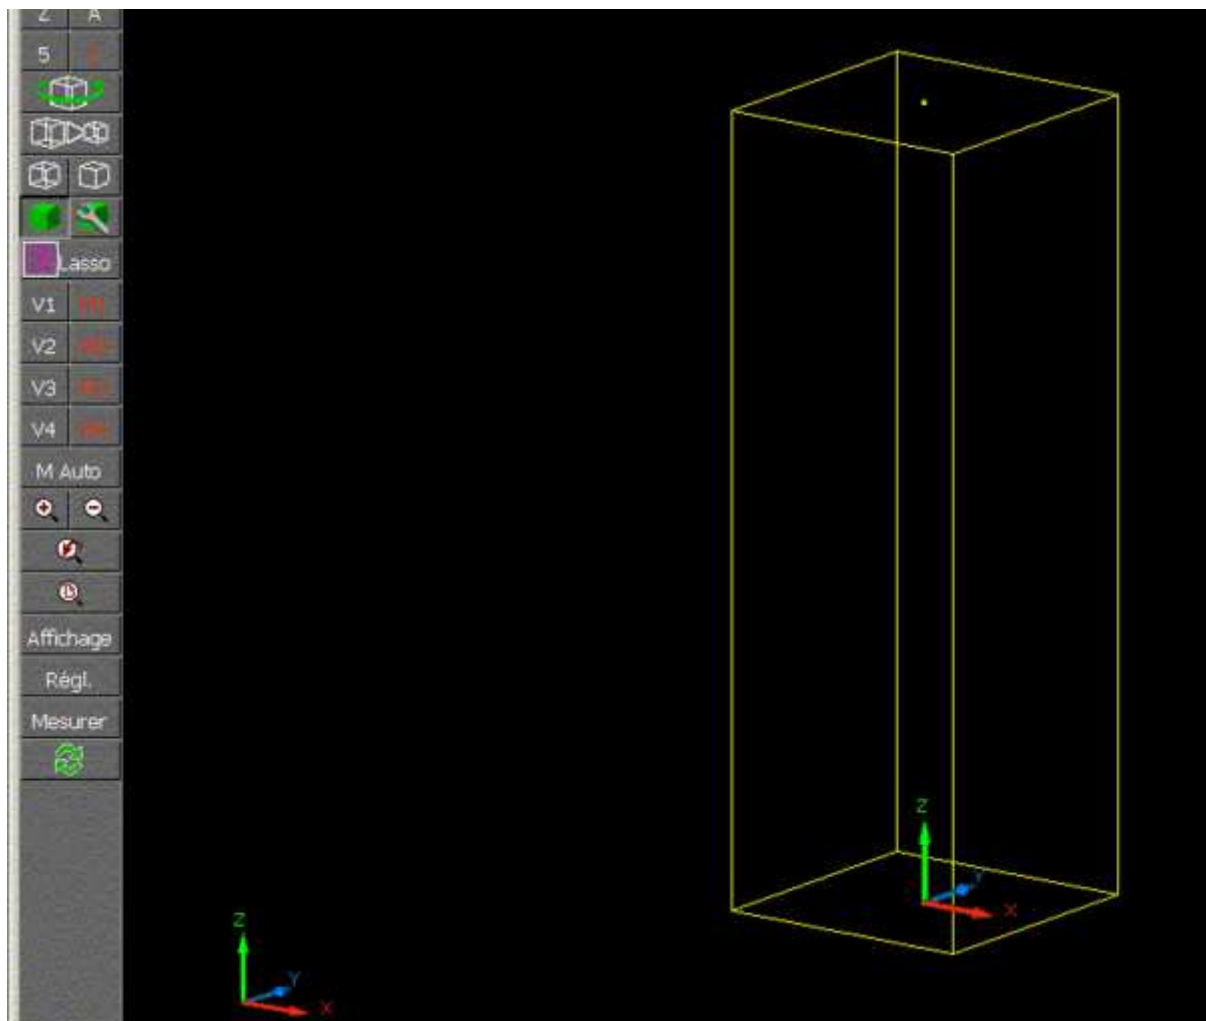 Z A
5
Lasso
V1
V2
V3
V4
M Auto
Affichage
Régl.
Mesurer
Z
Y
X
Z
Y
X